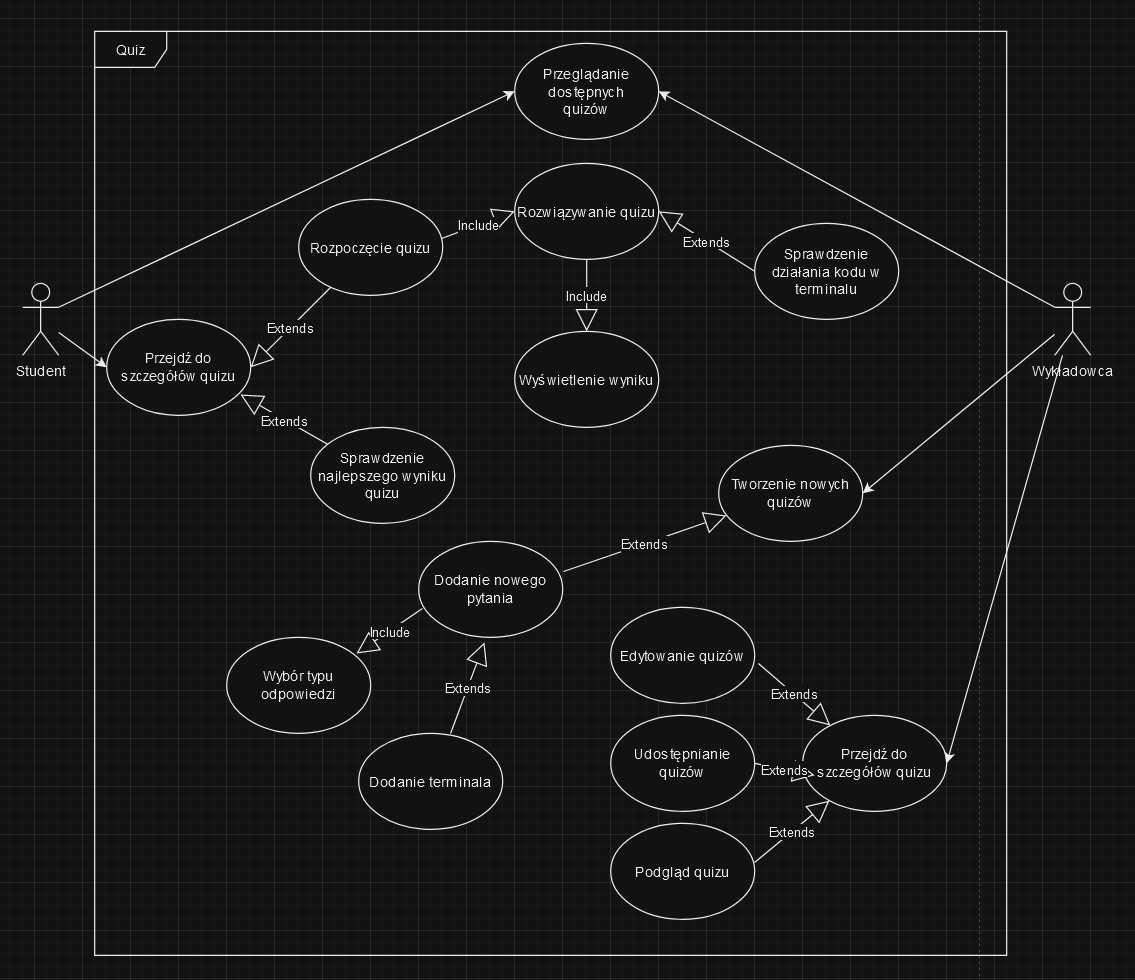 Quiz
Przeglądanie
dostępnych
quizów
Rozwiązywanie quizu
Include
Rozpoczęcie quizu
Extends
Sprawdzenie
działania kodu w
terminalu
Include
Extends
Przejdź do
szczegółów quizu
Student
Wykładowca
Wyświetlenie wyniku
Extends
Sprawdzenie
najlepszego wyniku
quizu
Tworzenie nowych
quizów
Extends
Dodanie nowego
pytania
Include
Wybór typu
odpowiedzi
Extends
Dodanie terminala
Edytowanie quizów
Extends
Udostępnianie
quizów
Extends
Przejdź do
szczegółów quizu
Extends
Podgląd quizu